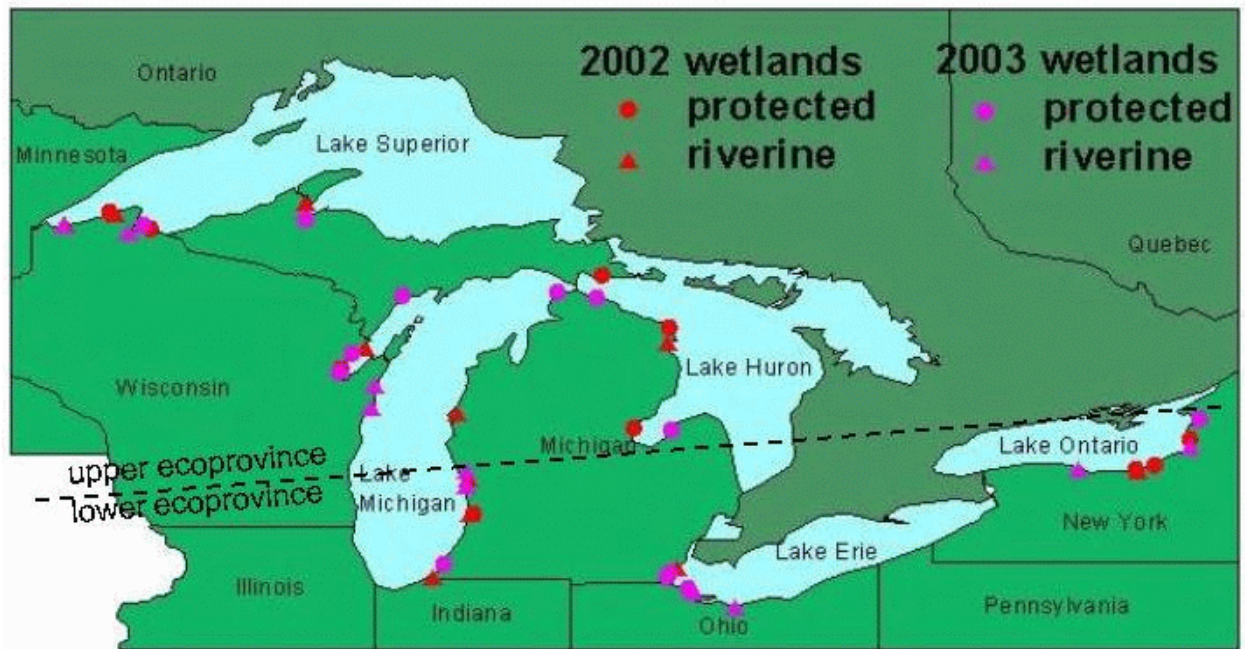 2002 wetlands
protected
riverine
2003 wetlands
protected
riverine
Ontario
Lake Superior
Minnesota
Quebec
Lake Huron
Wisconsin
Michigan
Lake Ontario
upper ecoprovince
lower ecoprovince
Lake
Michigan
New York
Lake Erie
Illinois
Indiana
Ohio
Pennsylvania